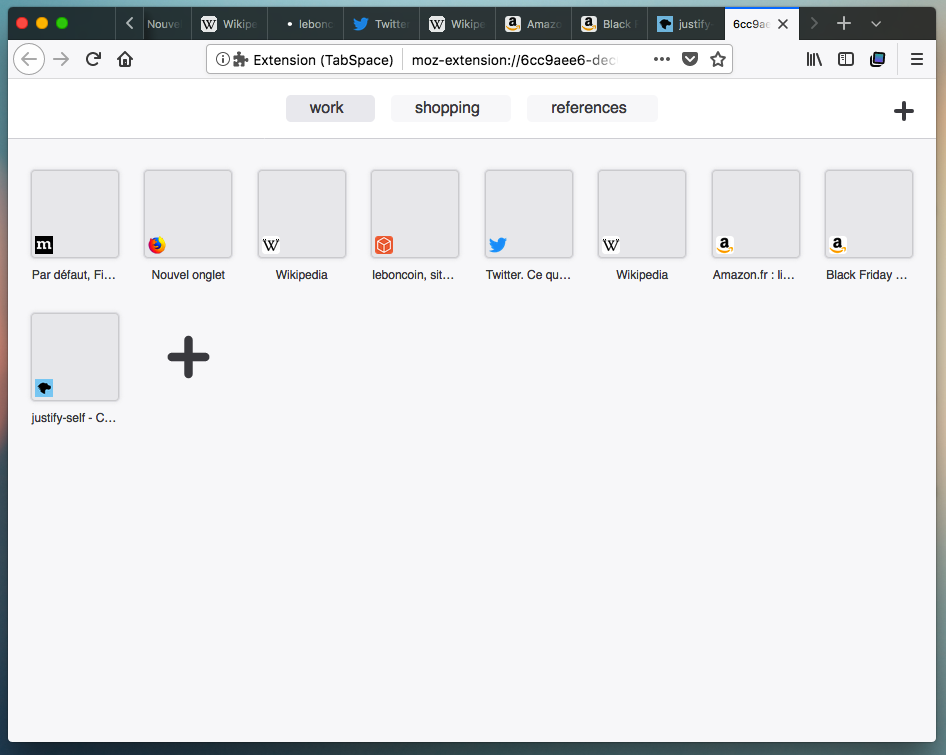 Nouve Wikipe lebonc Twitter Wikipe Amazo Black justify 6cc9ae
Extension (TabSpace) moz-extension://6cc9aee6-dec
work shopping references
Par défaut, Fi… Nouvel onglet Wikipedia leboncoin, sit… Twitter. Ce qu… Wikipedia Amazon.fr : li… Black Friday …
justify-self - C…